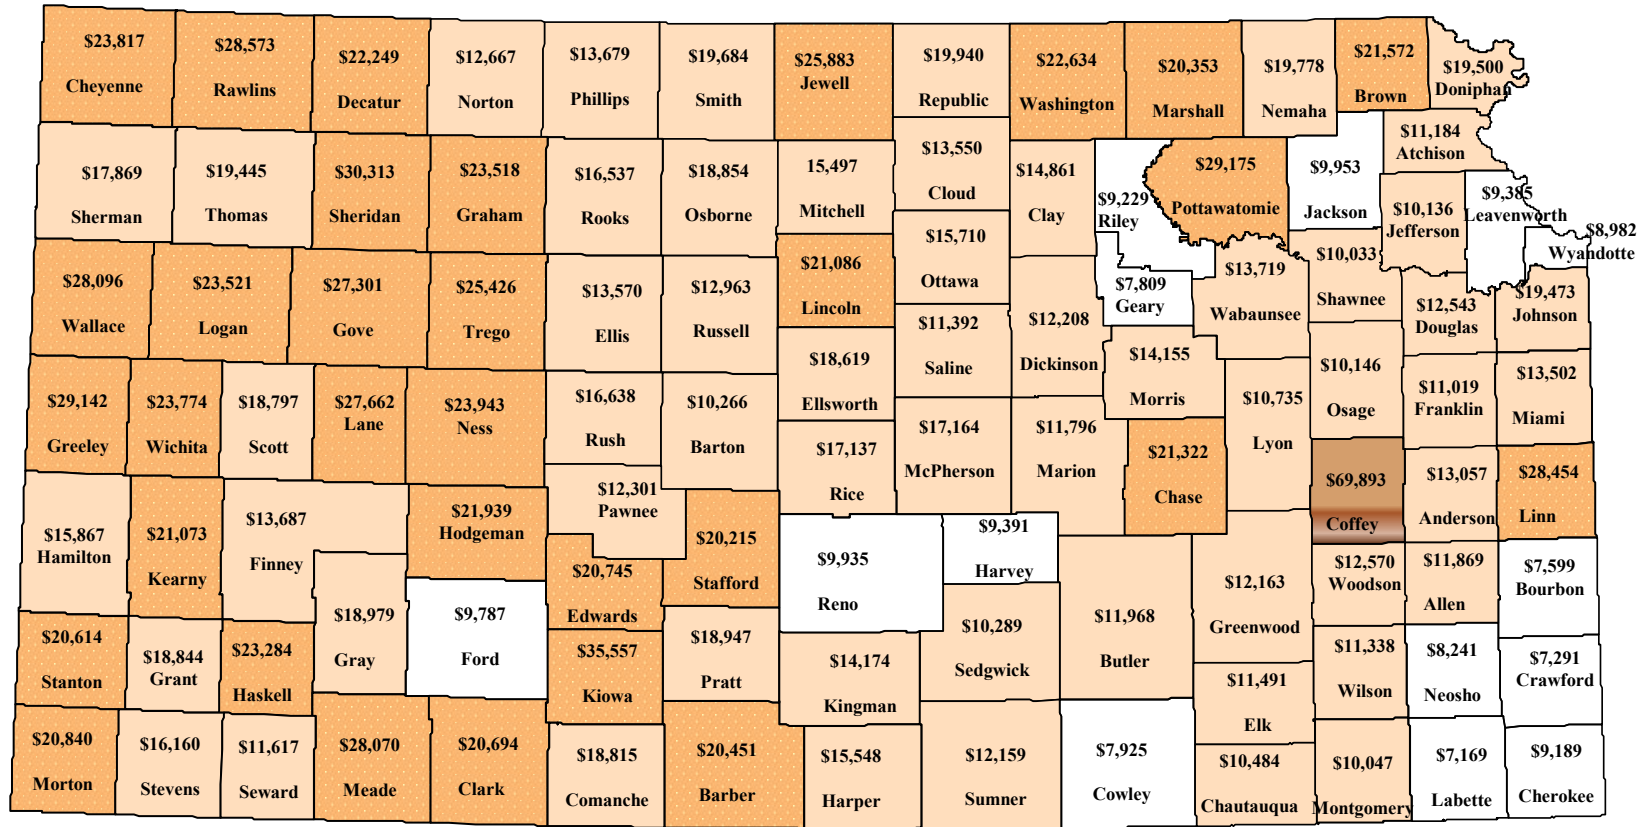 $23,817
Cheyenne
$28,573
Rawlins
$22,249
Decatur
$12,667
Norton
$13,679
Phillips
$19,684
Smith
$25,883
Jewell
$19,940
Republic
$22,634
Washington
$20,353
Marshall
$19,778
Nemaha
$21,572
Brown
$19,500
Doniphan
$17,869
Sherman
$19,445
Thomas
$30,313
Sheridan
$23,518
Graham
$16,537
Rooks
$18,854
Osborne
15,497
Mitchell
$13,550
Cloud
$14,861
Clay
$9,229
Riley
$29,175
Pottawatomie
$9,953
Jackson
$11,184
Atchison
$10,136
Jefferson
$9,385
Leavenworth
$8,982
Wyandotte
$28,096
Wallace
$23,521
Logan
$27,301
Gove
$25,426
Trego
$13,570
Ellis
$12,963
Russell
$21,086
Lincoln
$15,710
Ottawa
$11,392
Saline
$12,208
Dickinson
$7,809
Geary
$13,719
Wabaunsee
$10,033
Shawnee
$12,543
Douglas
$19,473
Johnson
$29,142
Greeley
$23,774
Wichita
$18,797
Scott
$27,662
Lane
$23,943
Ness
$16,638
Rush
$10,266
Barton
$18,619
Ellsworth
$17,137
Rice
$17,164
McPherson
$11,796
Marion
$14,155
Morris
$21,322
Chase
$10,735
Lyon
$10,146
Osage
$11,019
Franklin
$13,502
Miami
$15,867
Hamilton
$21,073
Kearny
$13,687
Finney
$21,939
Hodgeman
$12,301
Pawnee
$20,745
Edwards
$20,215
Stafford
$9,935
Reno
$9,391
Harvey
$69,893
Coffey
$13,057
Anderson
$28,454
Linn
$18,979
Gray
$9,787
Ford
$18,947
Pratt
$10,289
Sedgwick
$11,968
Butler
$12,163
Greenwood
$12,570
Woodson
$11,869
Allen
$7,599
Bourbon
$20,614
Stanton
$18,844
Grant
$23,284
Haskell
$35,557
Kiowa
$14,174
Kingman
$11,491
Elk
$11,338
Wilson
$8,241
Neosho
$7,291
Crawford
$20,840
Morton
$16,160
Stevens
$11,617
Seward
$28,070
Meade
$20,694
Clark
$18,815
Comanche
$20,451
Barber
$15,548
Harper
$12,159
Sumner
$7,925
Cowley
$10,484
Chautauqua
$10,047
Montgomery
$7,169
Labette
$9,189
Cherokee